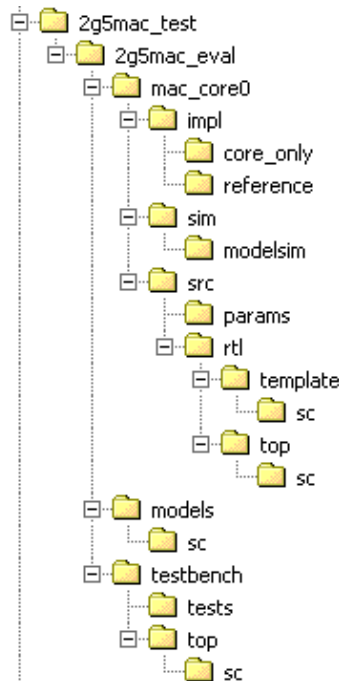 2g5mac_test
2g5mac_eval
mac_core0
impl
core_only
reference
sim
modelsim
src
params
rtl
template
sc
top
sc
models
sc
testbench
tests
top
sc